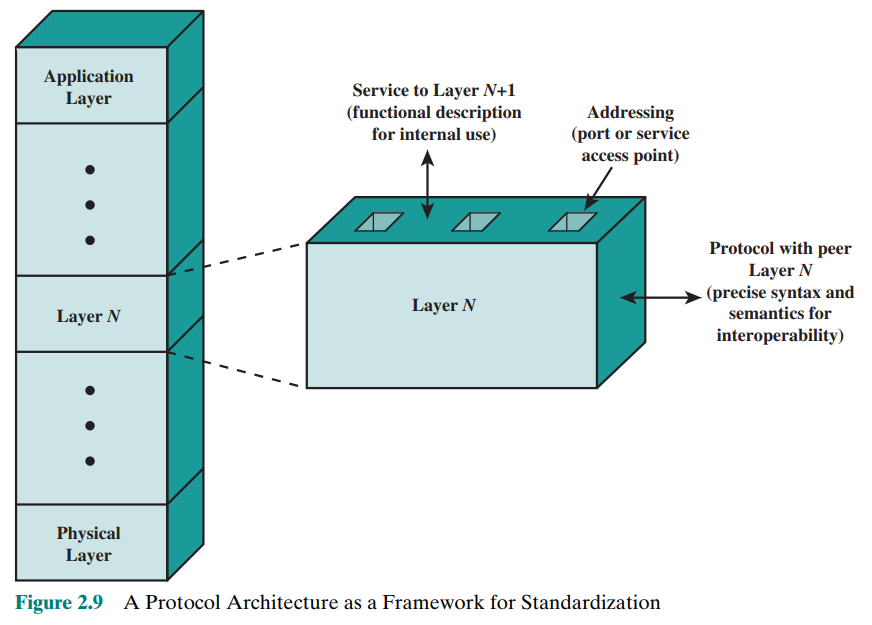 Application
Layer
Layer N
Physical
Layer
Service to Layer N+1
(functional description
for internal use)
Addressing
(port or service
access point)
Layer N
Protocol with peer
Layer N
(precise syntax and
semantics for
interoperability)
Figure 2.9 A Protocol Architecture as a Framework for Standardization